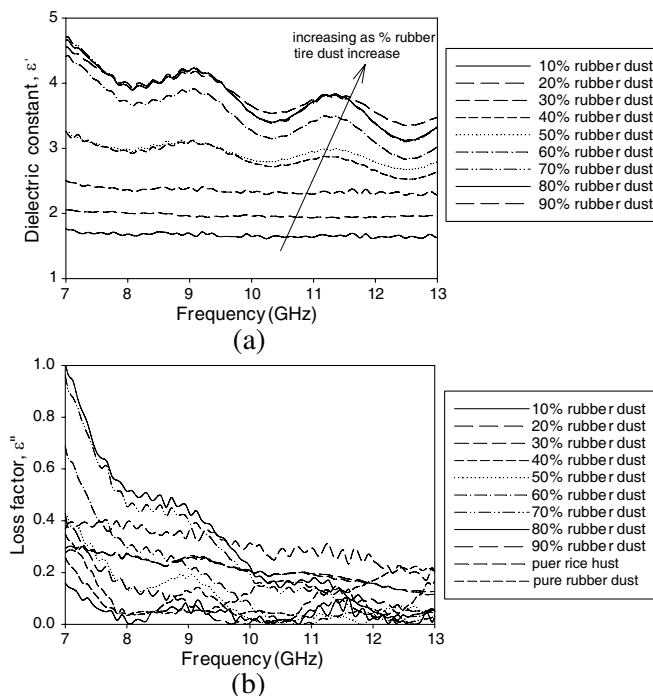 5
4
3
2
1
Dielectric constant, ε'
increasing as % rubber
tire dust increase
7 8 9 10 11 12 13
Frequency (GHz)
(a)
10% rubber dust
20% rubber dust
30% rubber dust
40% rubber dust
50% rubber dust
60% rubber dust
70% rubber dust
80% rubber dust
90% rubber dust
1.0
0.8
0.6
0.4
0.2
0.0
Loss factor, ε"
7 8 9 10 11 12 13
Frequency (GHz)
(b)
10% rubber dust
20% rubber dust
30% rubber dust
40% rubber dust
50% rubber dust
60% rubber dust
70% rubber dust
80% rubber dust
90% rubber dust
puer rice hust
pure rubber dust